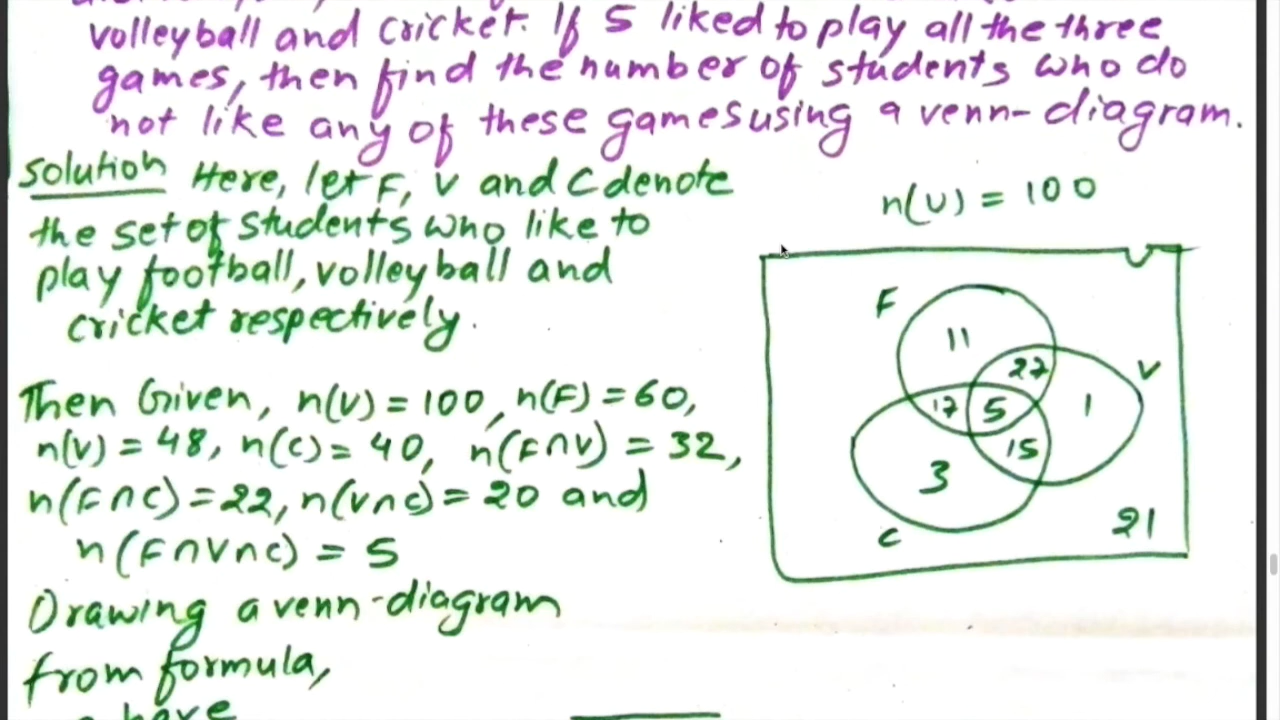 volleyball and cricket. If 5 liked to play all the three
games, then find the number of students who do
not like any of these games using a venn-diagram.
Solution Here, let F, V and C denote
the set of students who like to
play football, volleyball and
cricket respectively.
Then Given, n(U) = 100, n(F) = 60,
n(V) = 48, n(C) = 40, n(F∩V) = 32,
n(F∩C) = 22, n(V∩C) = 20 and
n(F∩V∩C) = 5
Drawing a venn-diagram
from formula,
have
n(U) = 100
U
F
11
27
V
17
5
1
15
3
C
21